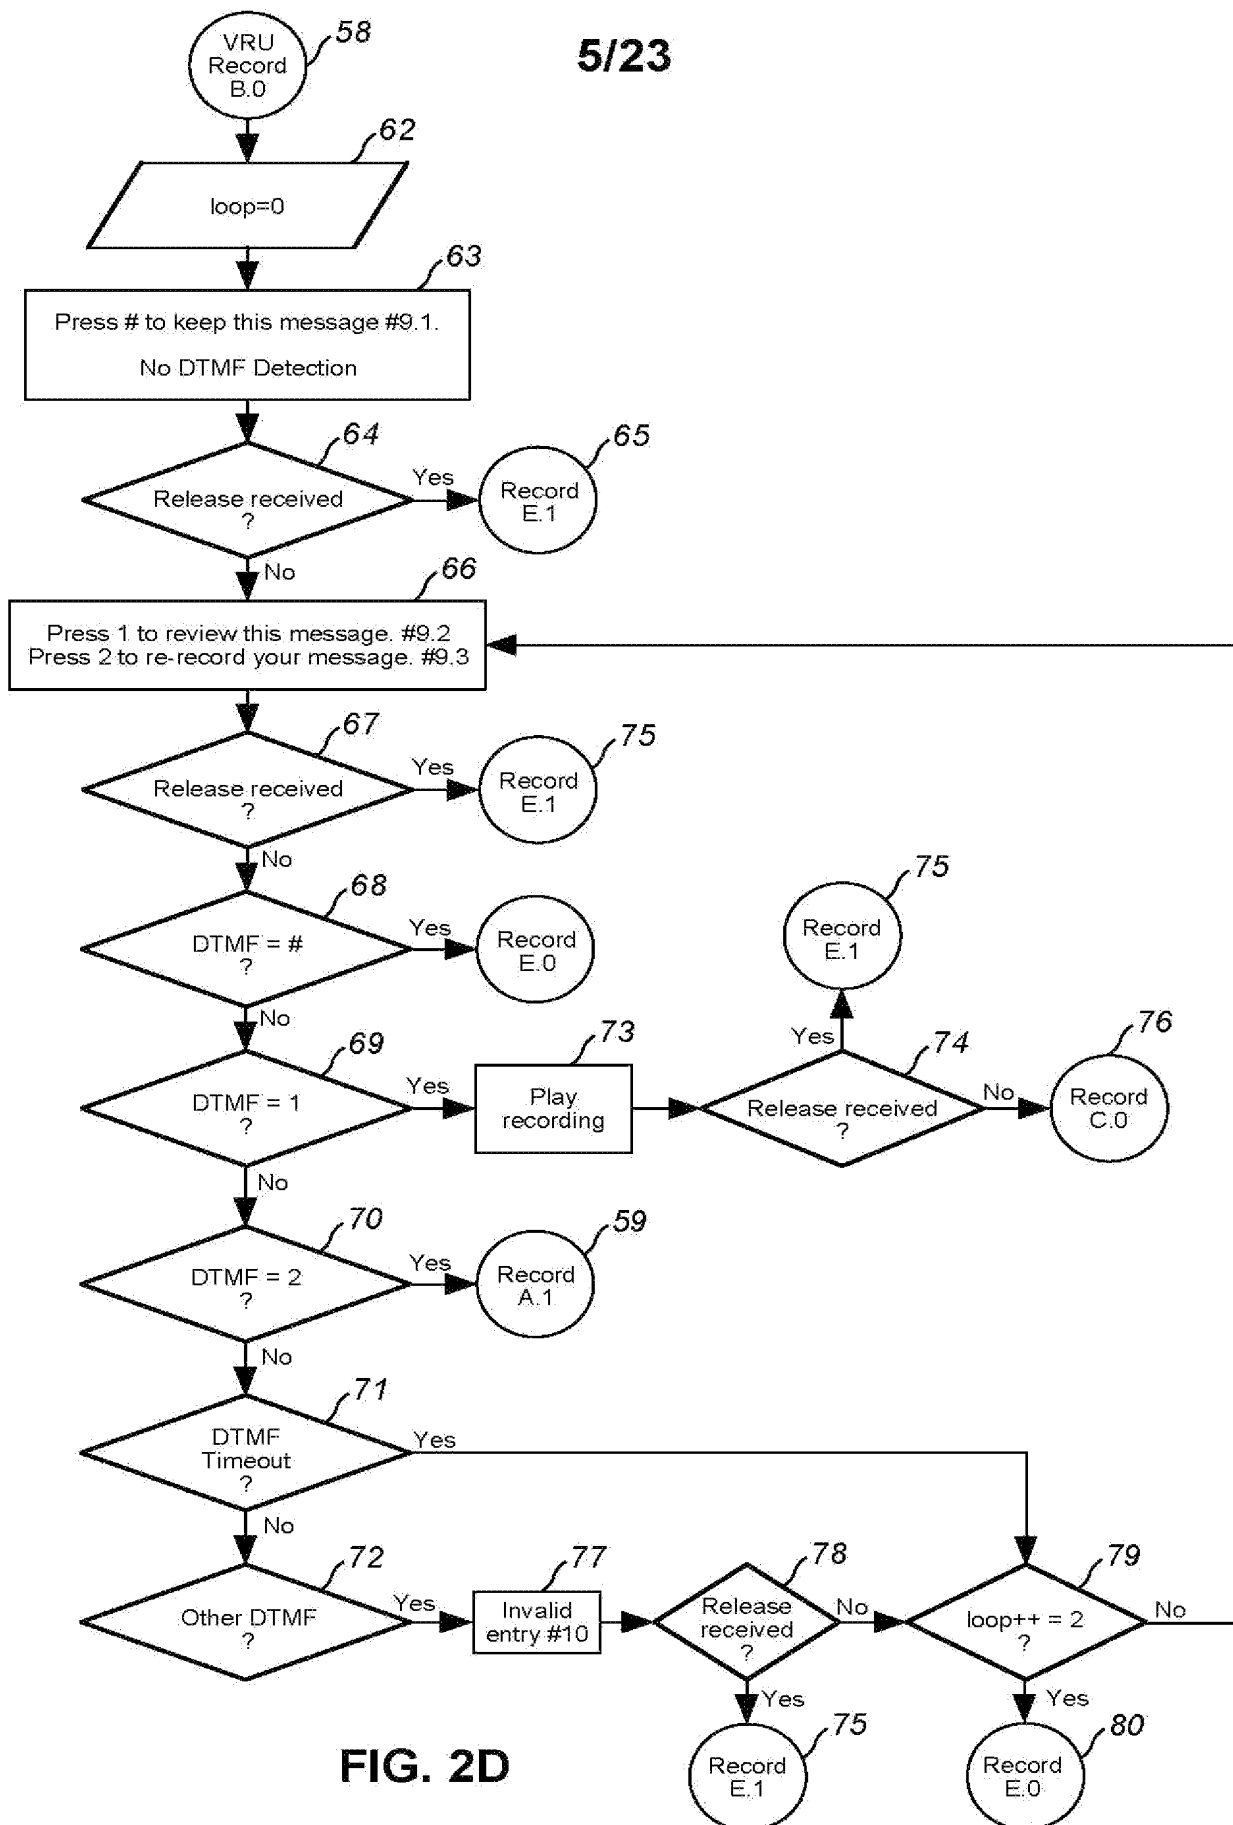 5/23
58
VRU
Record
B.0
62
loop=0
63
Press # to keep this message #9.1.
No DTMF Detection
64
Release received
?
Yes
65
Record
E.1
No
66
Press 1 to review this message. #9.2
Press 2 to re-record your message. #9.3
67
Release received
?
Yes
75
Record
E.1
No
68
DTMF = #
?
Yes
Record
E.0
No
69
DTMF = 1
?
Yes
73
Play
recording
74
Release received
?
Yes
75
Record
E.1
No
76
Record
C.0
No
70
DTMF = 2
?
Yes
59
Record
A.1
No
71
DTMF
Timeout
?
Yes
No
72
Other DTMF
?
Yes
77
Invalid
entry #10
78
Release
received
?
No
79
loop++ = 2
?
No
Yes
75
Record
E.1
Yes
80
Record
E.0
FIG. 2D